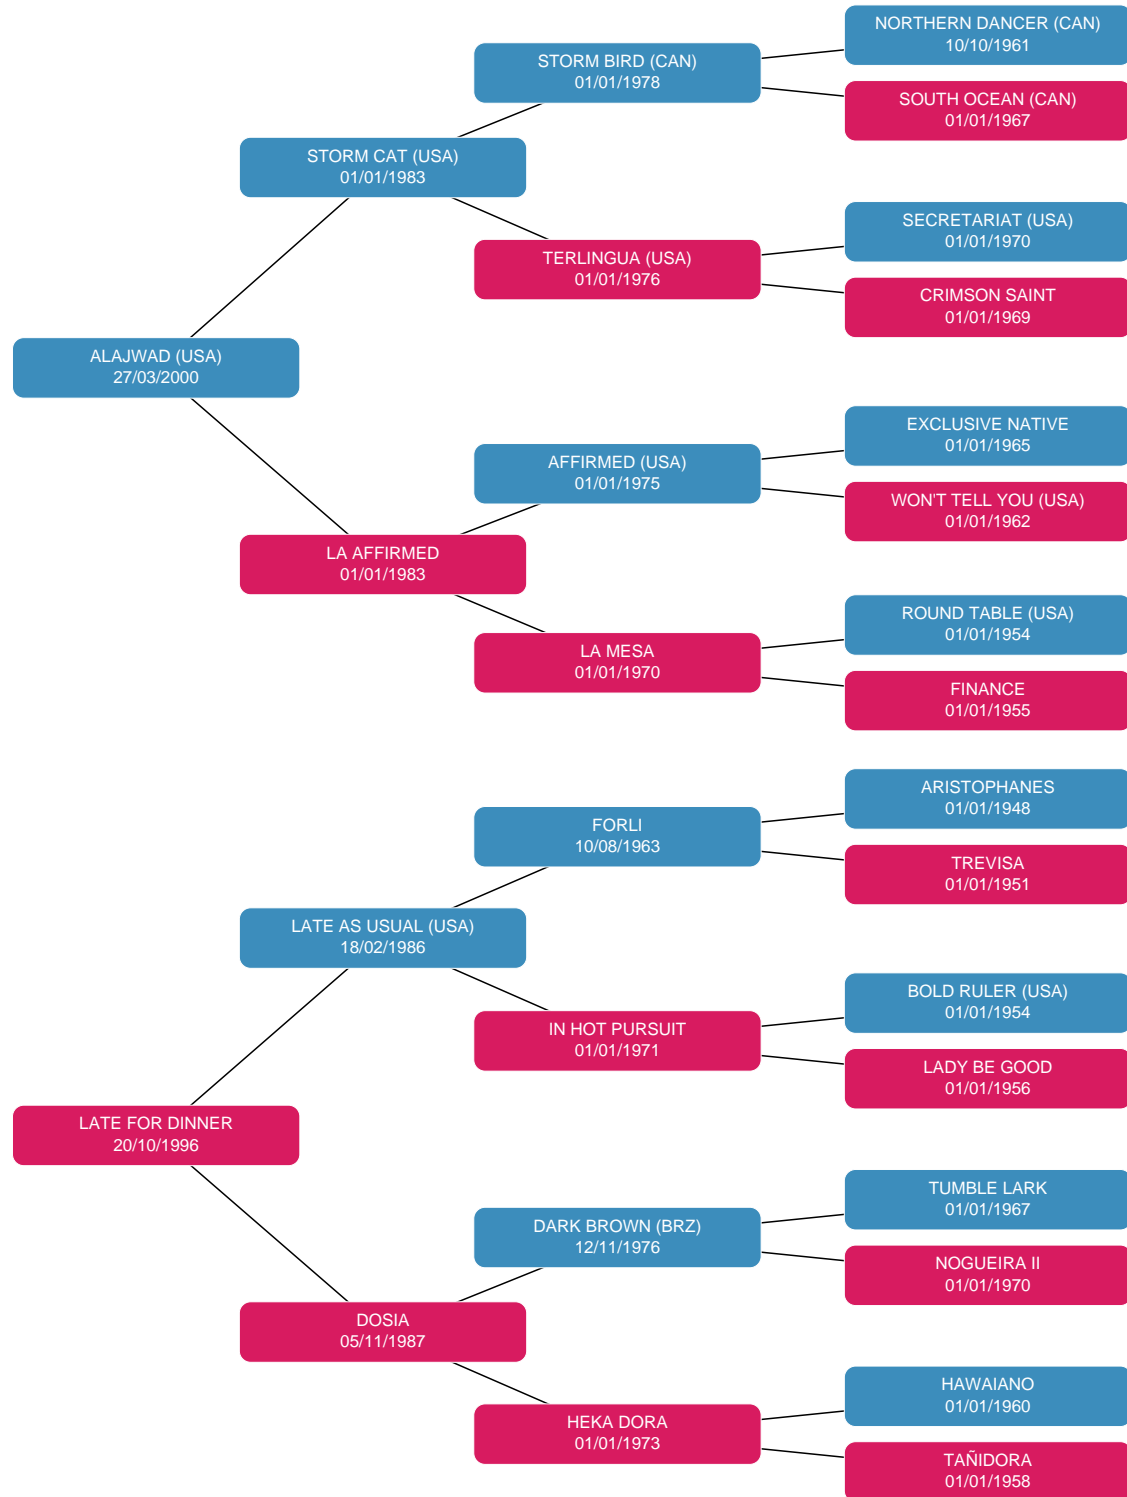 NORTHERN DANCER (CAN)
10/10/1961
STORM BIRD (CAN)
01/01/1978
SOUTH OCEAN (CAN)
01/01/1967
STORM CAT (USA)
01/01/1983
SECRETARIAT (USA)
01/01/1970
TERLINGUA (USA)
01/01/1976
CRIMSON SAINT
01/01/1969
ALAJWAD (USA)
27/03/2000
EXCLUSIVE NATIVE
01/01/1965
AFFIRMED (USA)
01/01/1975
WON'T TELL YOU (USA)
01/01/1962
LA AFFIRMED
01/01/1983
ROUND TABLE (USA)
01/01/1954
LA MESA
01/01/1970
FINANCE
01/01/1955
ARISTOPHANES
01/01/1948
FORLI
10/08/1963
TREVISA
01/01/1951
LATE AS USUAL (USA)
18/02/1986
BOLD RULER (USA)
01/01/1954
IN HOT PURSUIT
01/01/1971
LADY BE GOOD
01/01/1956
LATE FOR DINNER
20/10/1996
TUMBLE LARK
01/01/1967
DARK BROWN (BRZ)
12/11/1976
NOGUEIRA II
01/01/1970
DOSIA
05/11/1987
HAWAIANO
01/01/1960
HEKA DORA
01/01/1973
TAÑIDORA
01/01/1958